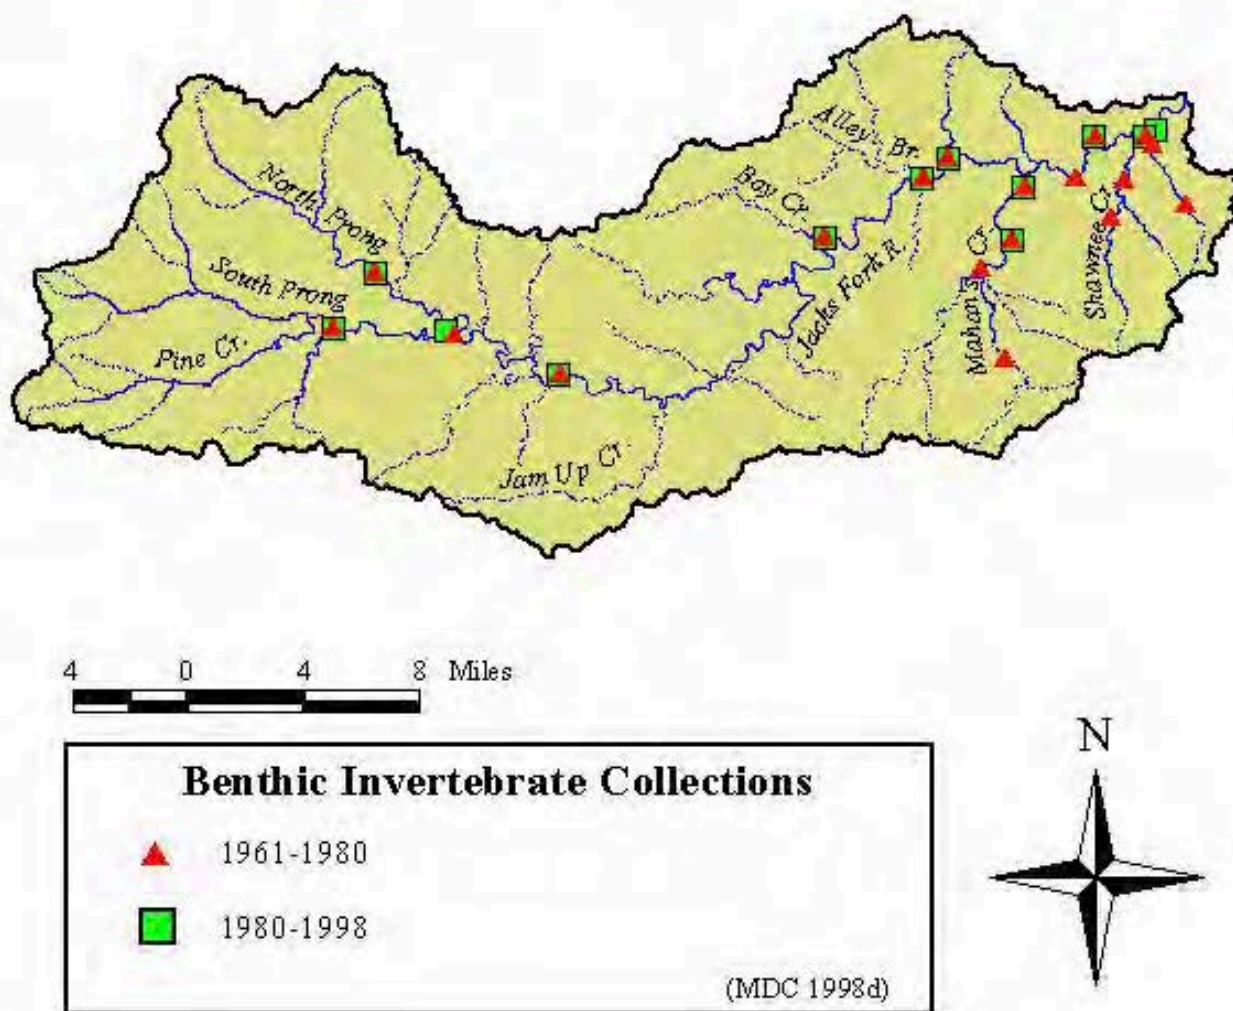 Alley Br.
Bay Cr.
North Prong
South Prong
Pine Cr.
Jacks Fork R.
Mahan's Cr.
Shawnee Cr.
Jam Up Cr.
4 0 4 8 Miles
N
Benthic Invertebrate Collections
1961-1980
1980-1998
(MDC 1998d)